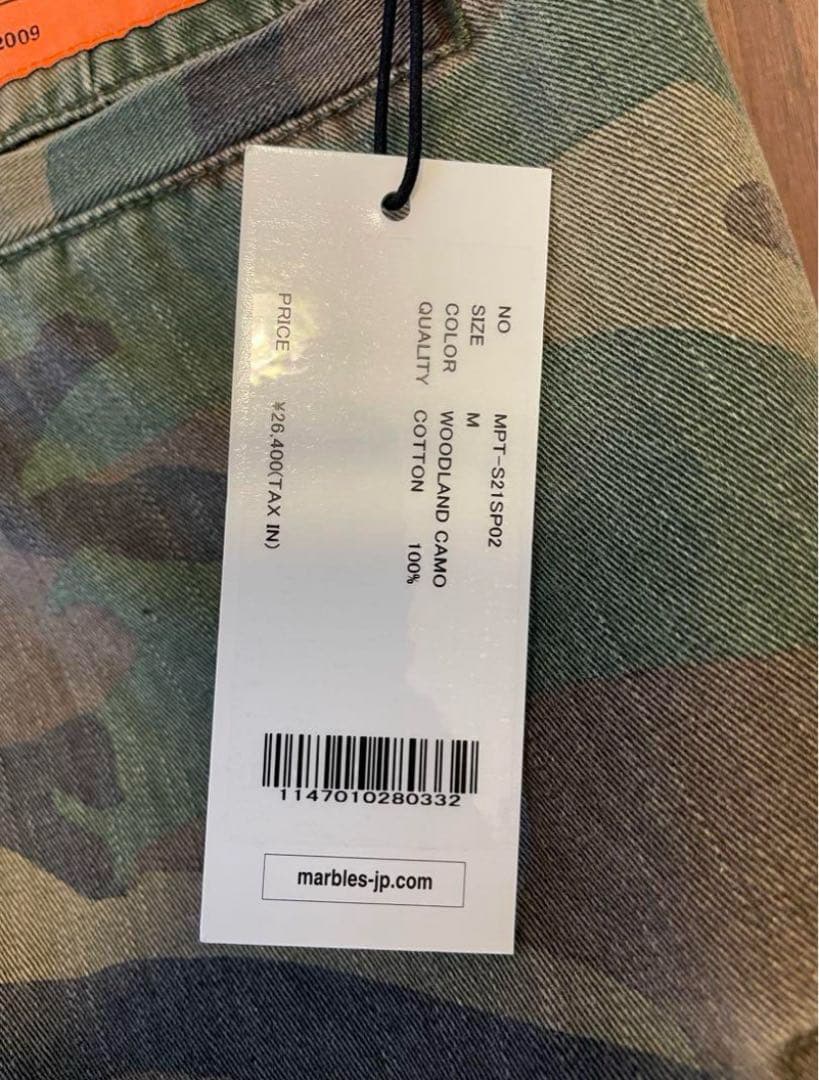 2009
NO MPT-S21SP02
SIZE M
COLOR WOODLAND CAMO
QUALITY COTTON 100%
PRICE ¥26,400(TAX IN)
1147010280332
marbles-jp.com